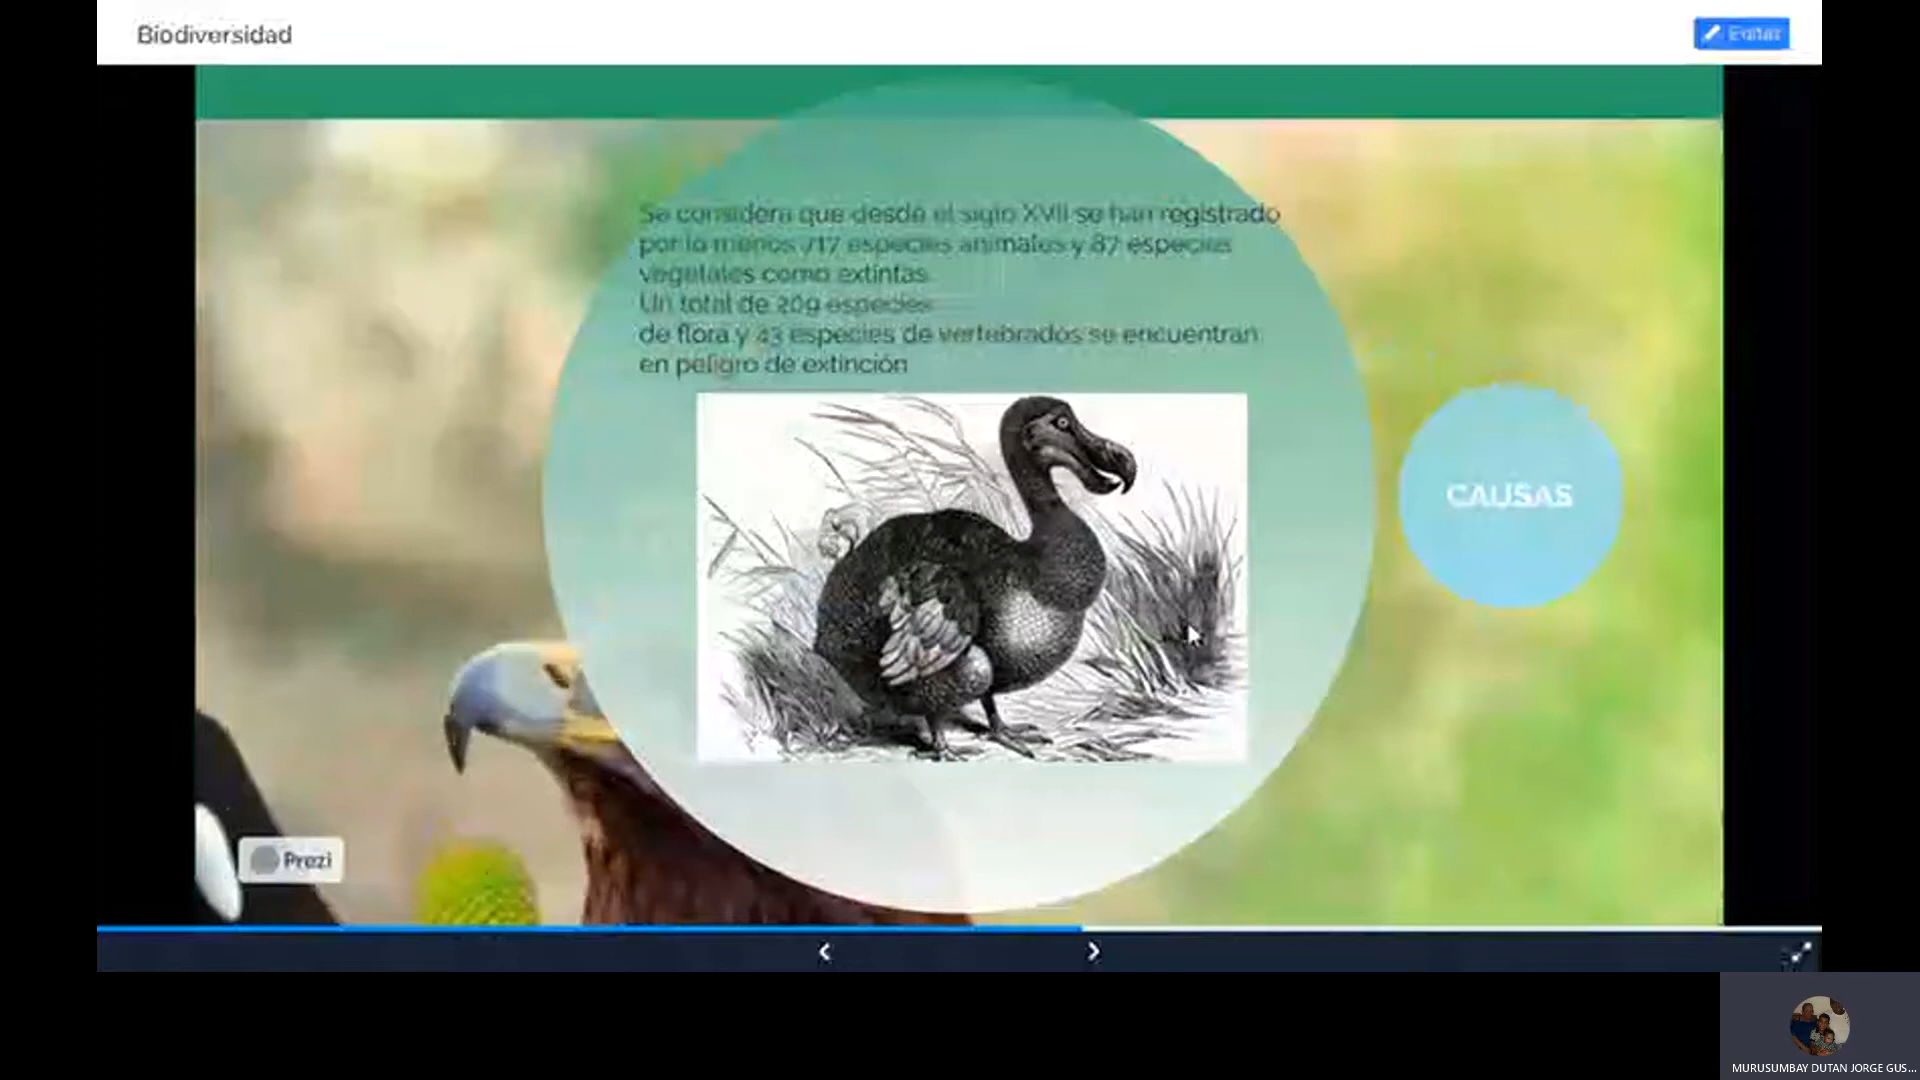 Biodiversidad
Editar
Se considera que desde el siglo XVII se han registrado
por lo menos 717 especies animales y 87 especies
vegetales como extintas.
Un total de 209 especies
de flora y 43 especies de vertebrados se encuentran
en peligro de extinción
CAUSAS
Prezi
MURUSUMBAY DUTAN JORGE GUS...